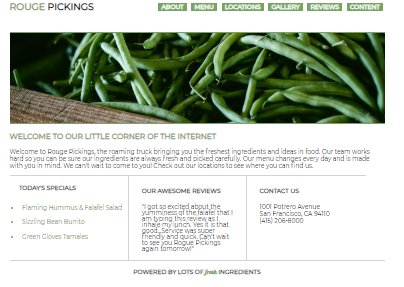 ROUGE PICKINGS
ABOUT MENU LOCATIONS GALLERY REVIEWS CONTENT
WELCOME TO OUR LITTLE CORNER OF THE INTERNET
Welcome to Rouge Pickings, the roaming truck bringing you the freshest ingredients and ideas in food. Our team works
hard so you can be sure our ingredients are always fresh and picked carefully. Our menu changes every day and is made
with you in mind. We can't wait to come to you! Check out our locations to see where you can find us.
TODAY'S SPECIALS
Flaming Hummus & Falafel Salad
Sizzling Bean Burrito
Green Gloves Tamales
OUR AWESOME REVIEWS
"I got so excited about the
yumminess of the falafel that I
am typing this review as I
inhale my lunch. Yes it is that
good. Service was super
friendly and quick. Can't wait
to see you Rogue Pickings
again tomorrow!"
CONTACT US
1001 Potrero Avenue
San Francisco, CA 94110
(415) 206-8000
POWERED BY LOTS OF fresh INGREDIENTS